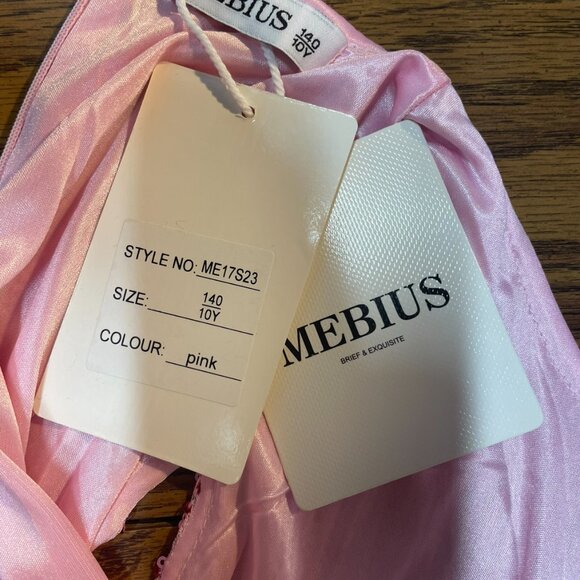 MEBIUS
140
10Y
STYLE NO: ME17S23
SIZE: 140
10Y
COLOUR: pink
MEBIUS
BRIEF & EXQUISITE